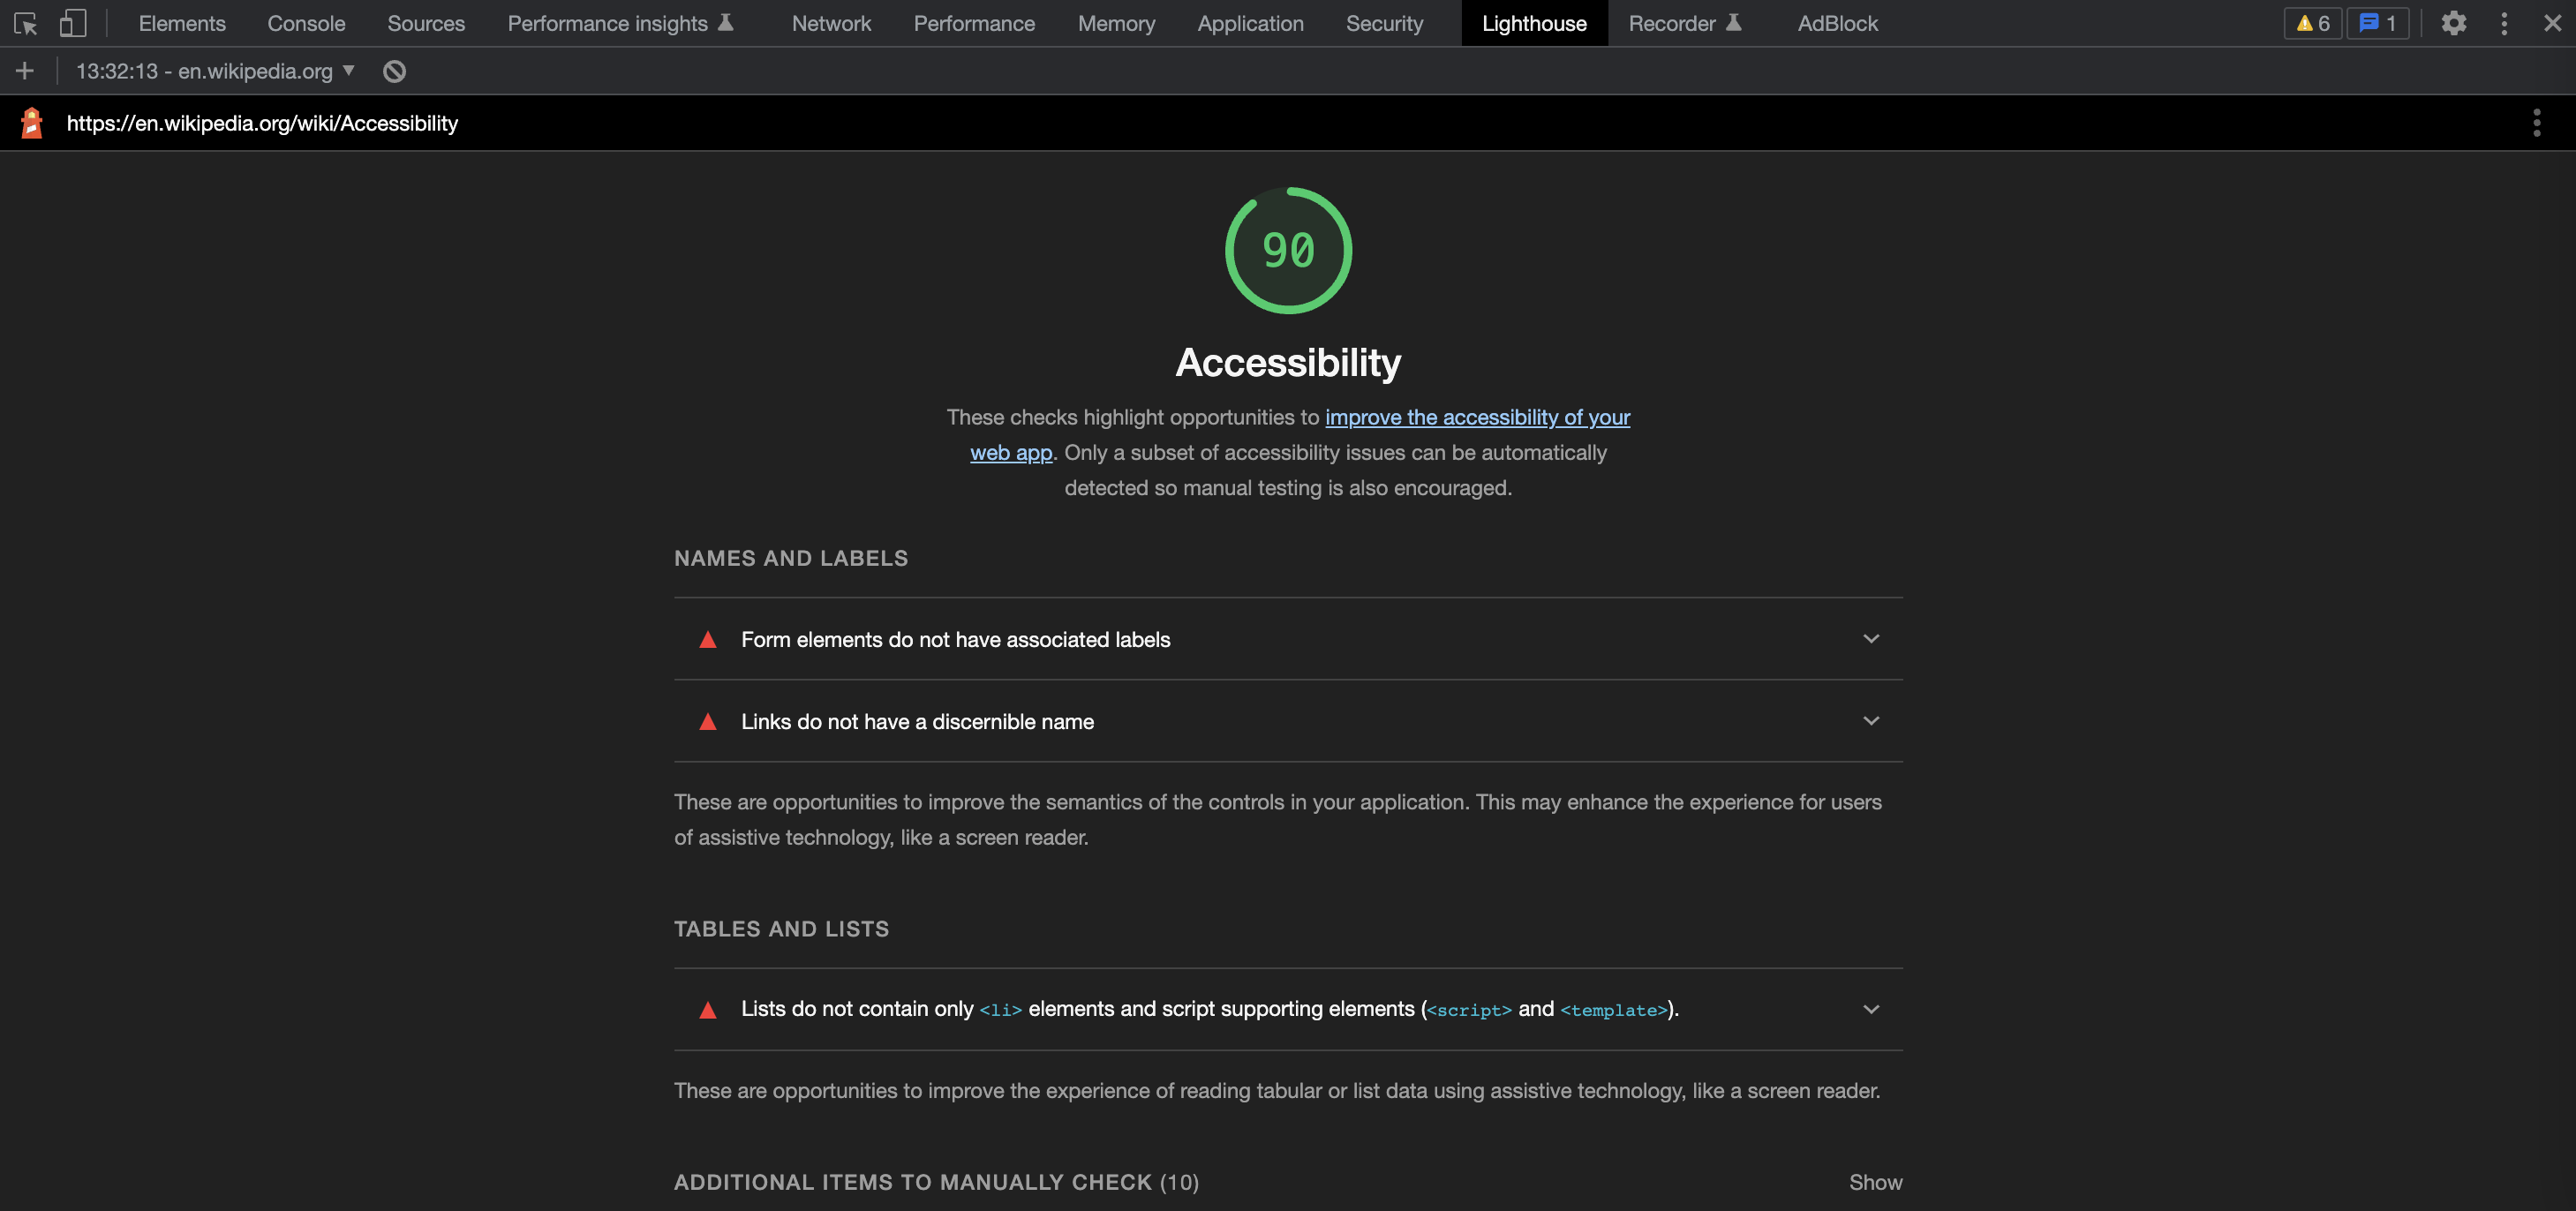 Elements Console Sources Performance insights Network Performance Memory Application Security Lighthouse Recorder AdBlock 6 1
13:32:13 - en.wikipedia.org
https://en.wikipedia.org/wiki/Accessibility
90
Accessibility
These checks highlight opportunities to improve the accessibility of your
web app. Only a subset of accessibility issues can be automatically
detected so manual testing is also encouraged.
NAMES AND LABELS
Form elements do not have associated labels
Links do not have a discernible name
These are opportunities to improve the semantics of the controls in your application. This may enhance the experience for users
of assistive technology, like a screen reader.
TABLES AND LISTS
Lists do not contain only <li> elements and script supporting elements (<script> and <template>).
These are opportunities to improve the experience of reading tabular or list data using assistive technology, like a screen reader.
ADDITIONAL ITEMS TO MANUALLY CHECK (10) Show